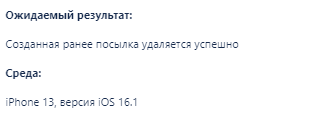 Ожидаемый результат:
Созданная ранее посылка удаляется успешно
Среда:
iPhone 13, версия iOS 16.1